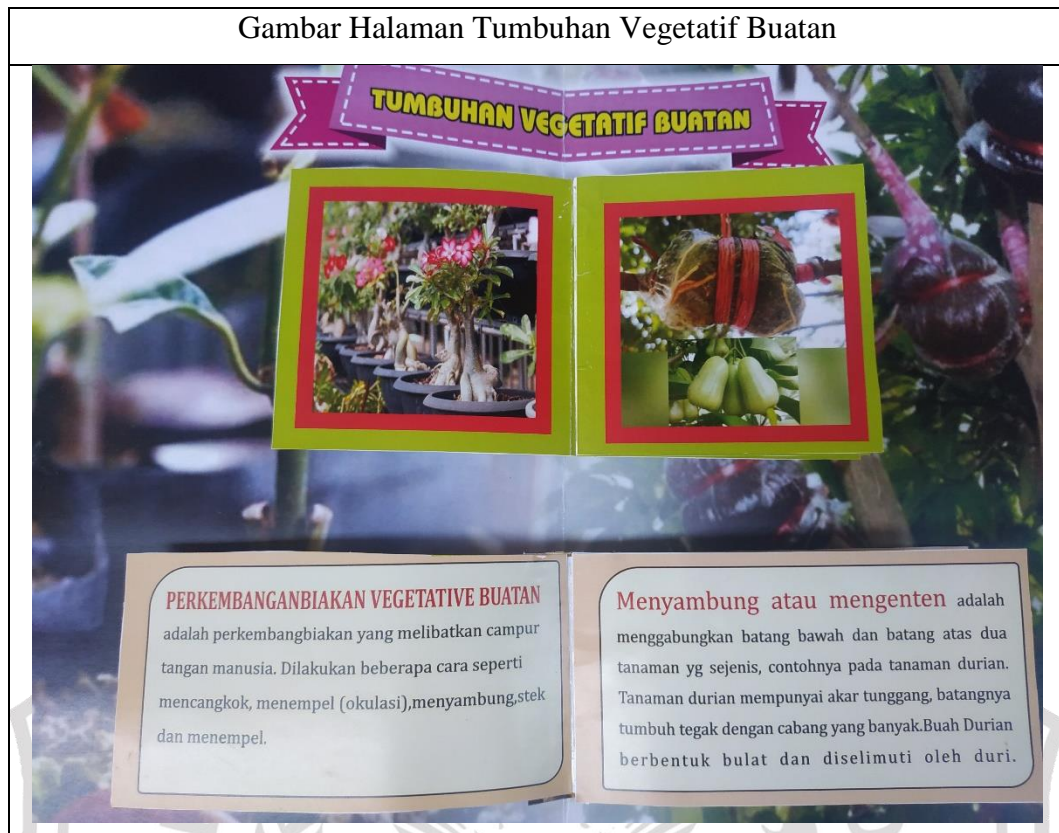 Gambar Halaman Tumbuhan Vegetatif Buatan
TUMBUHAN VEGETATIF BUATAN
PERKEMBANGANBIAKAN VEGETATIVE BUATAN
adalah perkembangbiakan yang melibatkan campur
tangan manusia. Dilakukan beberapa cara seperti
mencangkok, menempel (okulasi),menyambung,stek
dan menempel.
Menyambung atau mengenten adalah
menggabungkan batang bawah dan batang atas dua
tanaman yg sejenis, contohnya pada tanaman durian.
Tanaman durian mempunyai akar tunggang, batangnya
tumbuh tegak dengan cabang yang banyak.Buah Durian
berbentuk bulat dan diselimuti oleh duri.